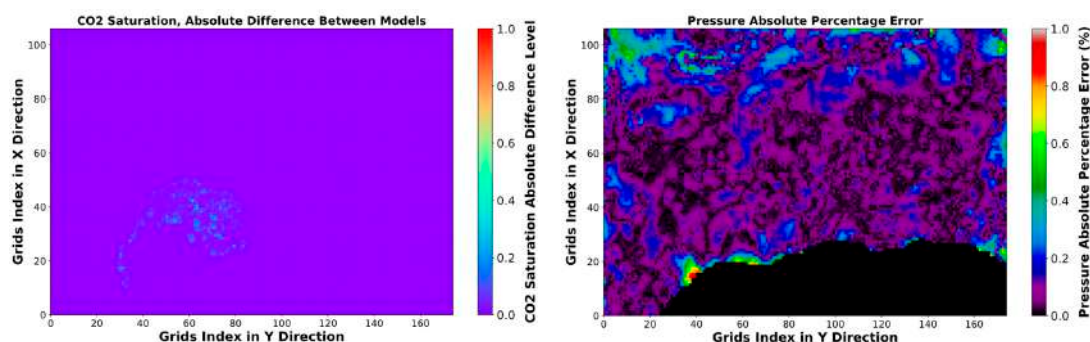 CO2 Saturation, Absolute Difference Between Models
100
80
60
40
20
0
0 20 40 60 80 100 120 140 160
Grids Index in X Direction
Grids Index in Y Direction
1.0
0.8
0.6
0.4
0.2
0.0
CO2 Saturation Absolute Difference Level
Pressure Absolute Percentage Error
100
80
60
40
20
0
0 20 40 60 80 100 120 140 160
Grids Index in X Direction
Grids Index in Y Direction
1.0
0.8
0.6
0.4
0.2
0.0
Pressure Absolute Percentage Error (%)